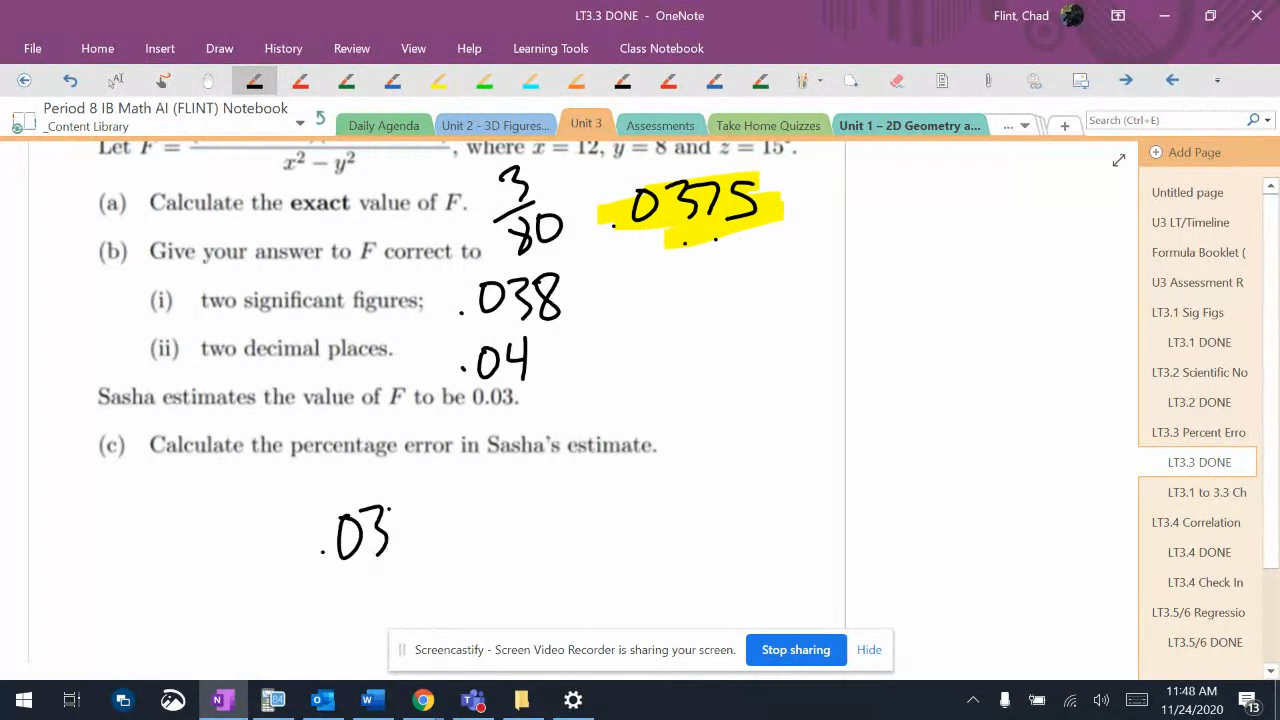 LT3.3 DONE - OneNote
Flint, Chad
File Home Insert Draw History Review View Help Learning Tools Class Notebook
Period 8 IB Math AI (FLINT) Notebook
_Content Library
Daily Agenda
Unit 2 - 3D Figures...
Unit 3
Assessments
Take Home Quizzes
Unit 1 – 2D Geometry a...
...
Search (Ctrl+E)
Add Page
Let F = , where x = 12, y = 8 and z = 15°.
x² − y²
(a) Calculate the exact value of F. 3/80 .0375
(b) Give your answer to F correct to
(i) two significant figures; .038
(ii) two decimal places. .04
Sasha estimates the value of F to be 0.03.
(c) Calculate the percentage error in Sasha's estimate.
.03
Untitled page
U3 LT/Timeline
Formula Booklet (
U3 Assessment R
LT3.1 Sig Figs
LT3.1 DONE
LT3.2 Scientific No
LT3.2 DONE
LT3.3 Percent Erro
LT3.3 DONE
LT3.1 to 3.3 Ch
LT3.4 Correlation
LT3.4 DONE
LT3.4 Check In
LT3.5/6 Regressio
LT3.5/6 DONE
Screencastify - Screen Video Recorder is sharing your screen.
Stop sharing
Hide
11:48 AM
11/24/2020
13